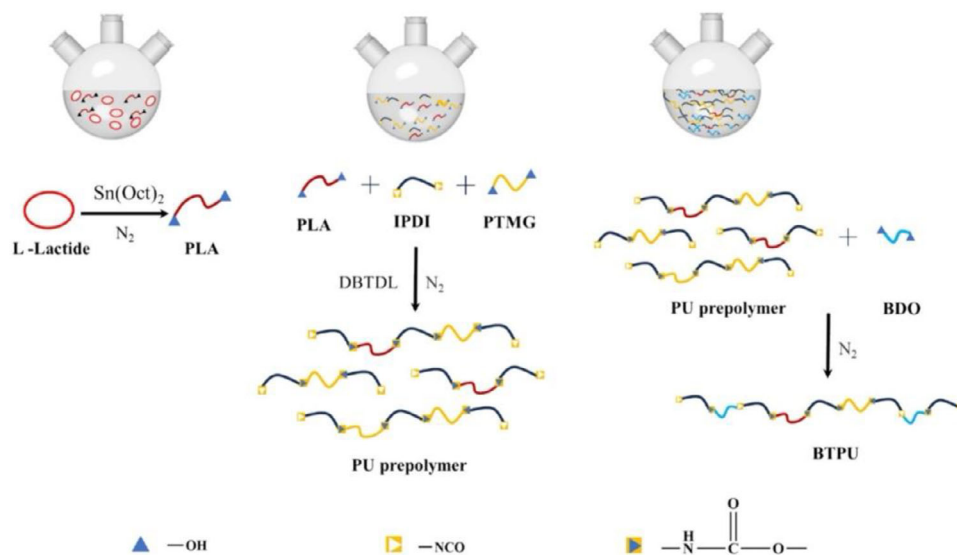 Sn(Oct)₂
N₂
L -Lactide
PLA
PLA + IPDI + PTMG
DBTDL N₂
PU prepolymer
PU prepolymer + BDO
N₂
BTPU
—OH
—NCO
O
—N H —C—O—